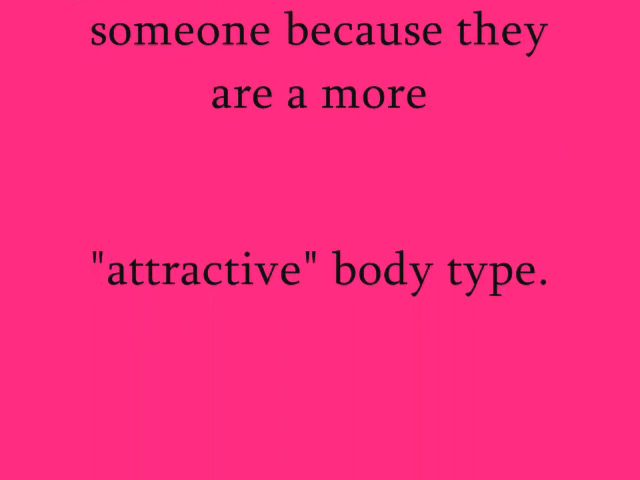 someone because they
are a more
"attractive" body type.